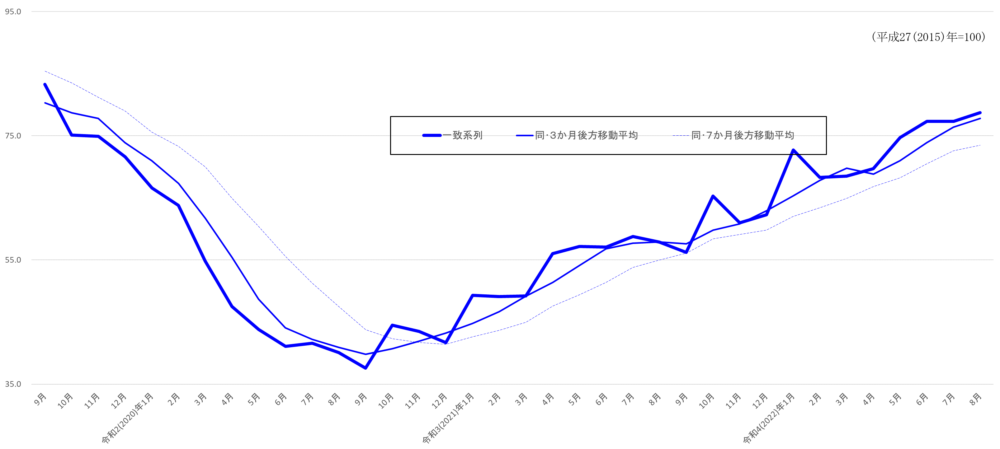 95.0
(平成27(2015)年=100)
75.0
一致系列 同･3か月後方移動平均 同･7か月後方移動平均
55.0
35.0
9月 10月 11月 12月 令和2(2020)年1月 2月 3月 4月 5月 6月 7月 8月 9月 10月 11月 12月 令和3(2021)年1月 2月 3月 4月 5月 6月 7月 8月 9月 10月 11月 12月 令和4(2022)年1月 2月 3月 4月 5月 6月 7月 8月